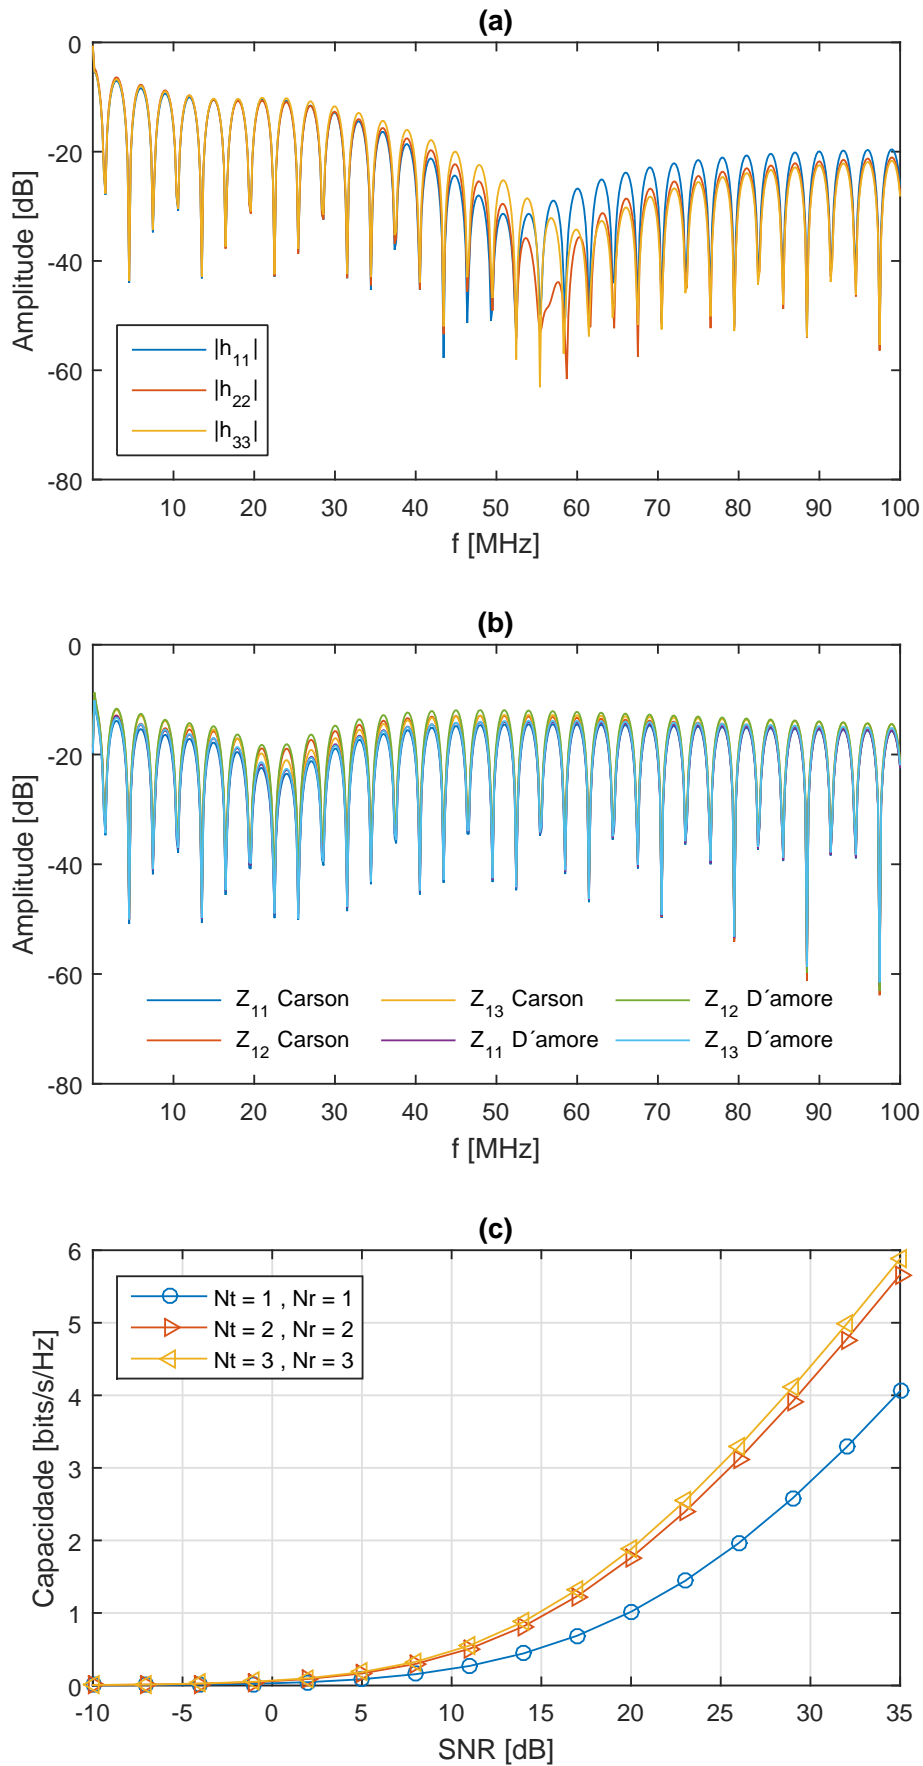 (a)
0
-20
-40
-60
-80
Amplitude [dB]
|h11|
|h22|
|h33|
10 20 30 40 50 60 70 80 90 100
f [MHz]
(b)
0
-20
-40
-60
-80
Amplitude [dB]
Z11 Carson Z13 Carson Z12 D´amore
Z12 Carson Z11 D´amore Z13 D´amore
10 20 30 40 50 60 70 80 90 100
f [MHz]
(c)
6
5
4
3
2
1
0
Capacidade [bits/s/Hz]
Nt = 1 , Nr = 1
Nt = 2 , Nr = 2
Nt = 3 , Nr = 3
-10 -5 0 5 10 15 20 25 30 35
SNR [dB]